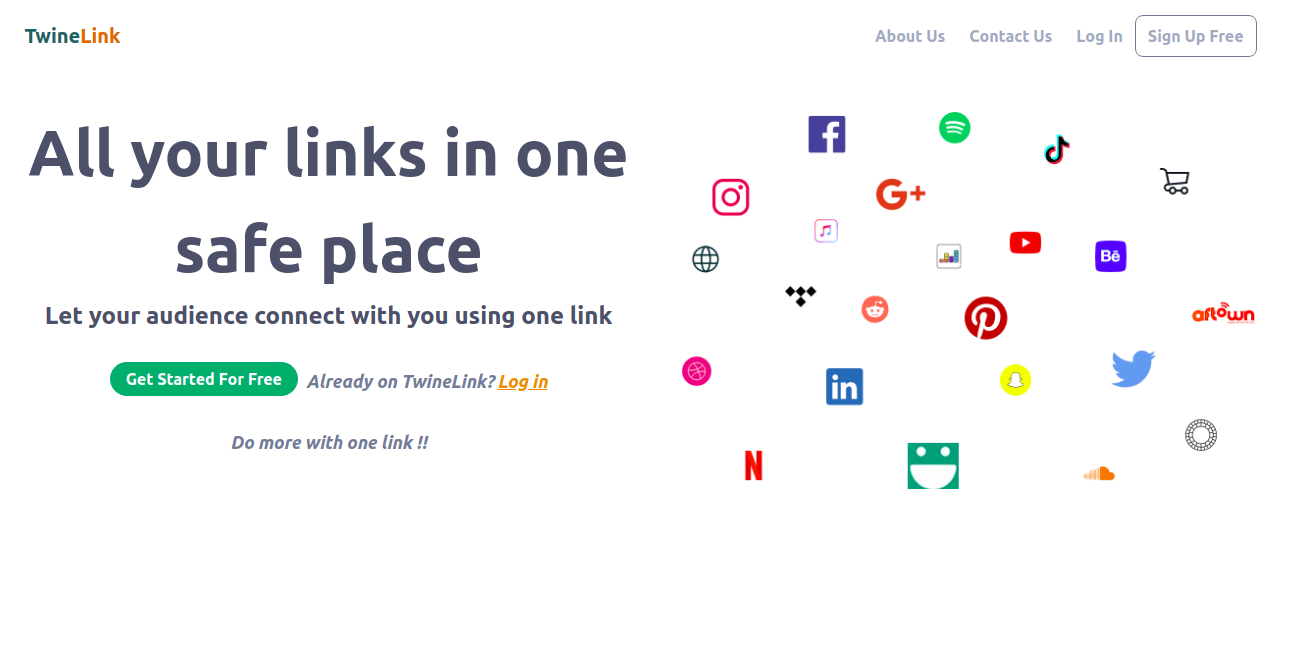 TwineLink
About Us
Contact Us
Log In
Sign Up Free
All your links in one
safe place
Let your audience connect with you using one link
Get Started For Free
Already on TwineLink? Log in
Do more with one link !!
G+
Bē
aftown
in
N